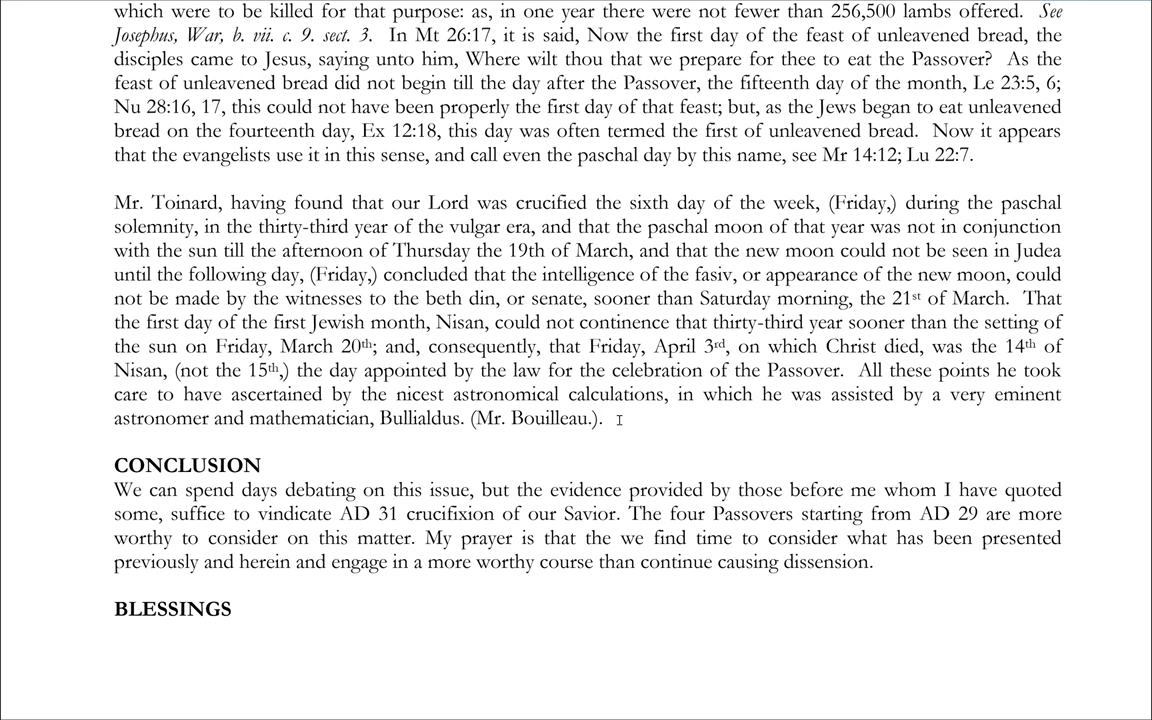 which were to be killed for that purpose: as, in one year there were not fewer than 256,500 lambs offered. See
Josephus, War, b. vii. c. 9. sect. 3. In Mt 26:17, it is said, Now the first day of the feast of unleavened bread, the
disciples came to Jesus, saying unto him, Where wilt thou that we prepare for thee to eat the Passover? As the
feast of unleavened bread did not begin till the day after the Passover, the fifteenth day of the month, Le 23:5, 6;
Nu 28:16, 17, this could not have been properly the first day of that feast; but, as the Jews began to eat unleavened
bread on the fourteenth day, Ex 12:18, this day was often termed the first of unleavened bread. Now it appears
that the evangelists use it in this sense, and call even the paschal day by this name, see Mr 14:12; Lu 22:7.
Mr. Toinard, having found that our Lord was crucified the sixth day of the week, (Friday,) during the paschal
solemnity, in the thirty-third year of the vulgar era, and that the paschal moon of that year was not in conjunction
with the sun till the afternoon of Thursday the 19th of March, and that the new moon could not be seen in Judea
until the following day, (Friday,) concluded that the intelligence of the fasiv, or appearance of the new moon, could
not be made by the witnesses to the beth din, or senate, sooner than Saturday morning, the 21st of March. That
the first day of the first Jewish month, Nisan, could not continence that thirty-third year sooner than the setting of
the sun on Friday, March 20th; and, consequently, that Friday, April 3rd, on which Christ died, was the 14th of
Nisan, (not the 15th,) the day appointed by the law for the celebration of the Passover. All these points he took
care to have ascertained by the nicest astronomical calculations, in which he was assisted by a very eminent
astronomer and mathematician, Bullialdus. (Mr. Bouilleau.).
CONCLUSION
We can spend days debating on this issue, but the evidence provided by those before me whom I have quoted
some, suffice to vindicate AD 31 crucifixion of our Savior. The four Passovers starting from AD 29 are more
worthy to consider on this matter. My prayer is that the we find time to consider what has been presented
previously and herein and engage in a more worthy course than continue causing dissension.
BLESSINGS